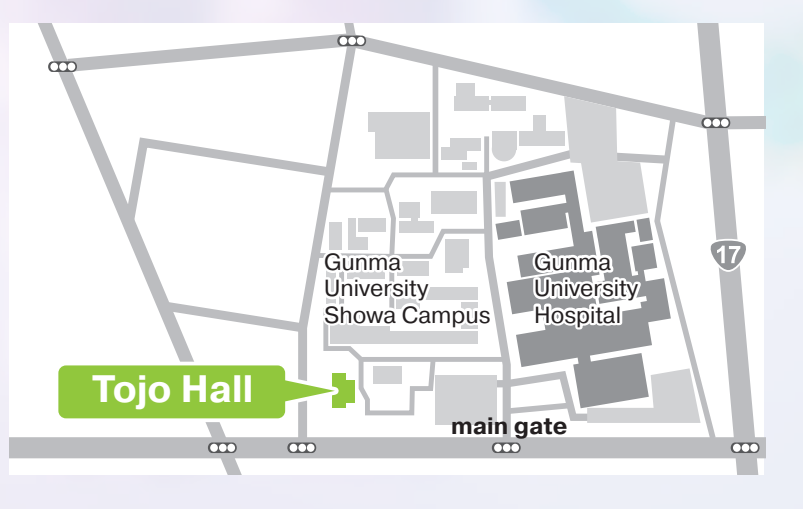 17
Gunma
University
Showa Campus
Gunma
University
Hospital
Tojo Hall
main gate